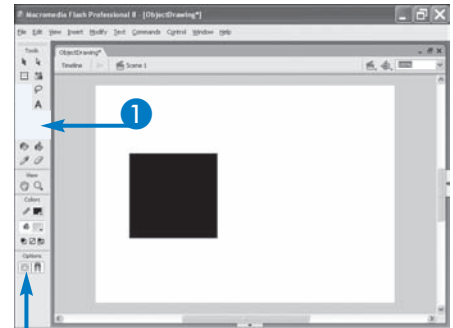 Macromedia Flash Professional 8 - [ObjectDrawing*]
File Edit View Insert Modify Text Commands Control Window Help
Tools
ObjectDrawing*
Timeline Scene 1
A
1
View
Colors
Options